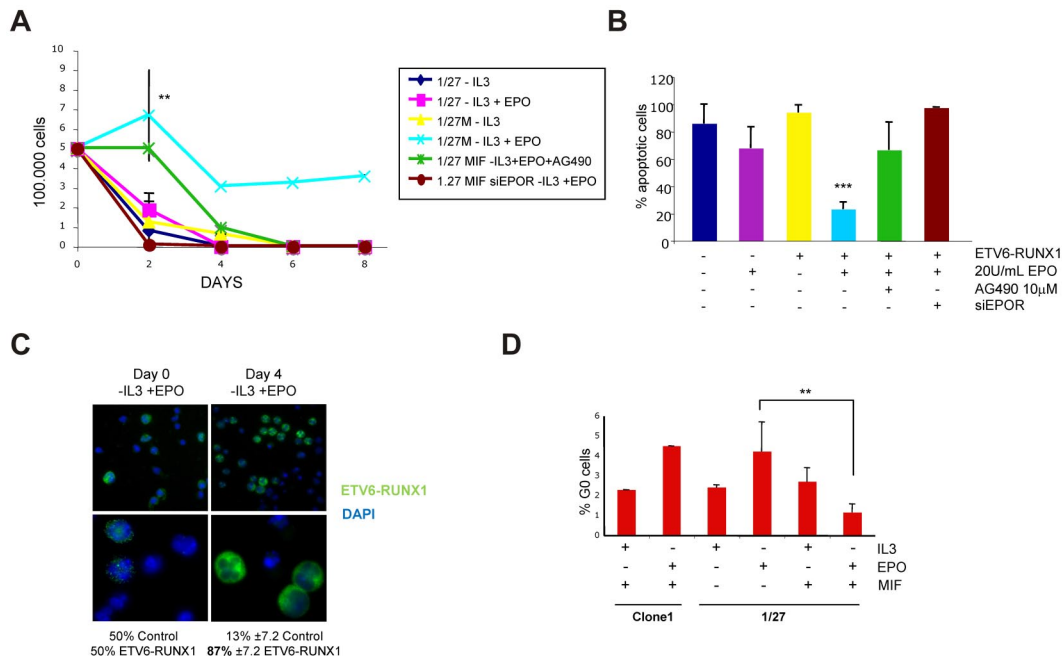 A
10
9
8
7
6
5
4
3
2
1
0
100.000 cells
**
0 2 4 6 8
DAYS
1/27 - IL3
1/27 - IL3 + EPO
1/27M - IL3
1/27M - IL3 + EPO
1/27 MIF -IL3+EPO+AG490
1.27 MIF siEPOR -IL3 + EPO
B
120
100
80
60
40
20
0
% apoptotic cells
***
- - + + + + ETV6-RUNX1
- + - + + + 20U/mL EPO
- - - - + - AG490 10µM
- - - - - + siEPOR
C
Day 0 Day 4
-IL3 +EPO -IL3 +EPO
ETV6-RUNX1
DAPI
50% Control 13% ±7.2 Control
50% ETV6-RUNX1 87% ±7.2 ETV6-RUNX1
D
**
6
5
4
3
2
1
0
% G0 cells
+ - + - + - IL3
- + - + - + EPO
+ + - - + + MIF
Clone1 1/27